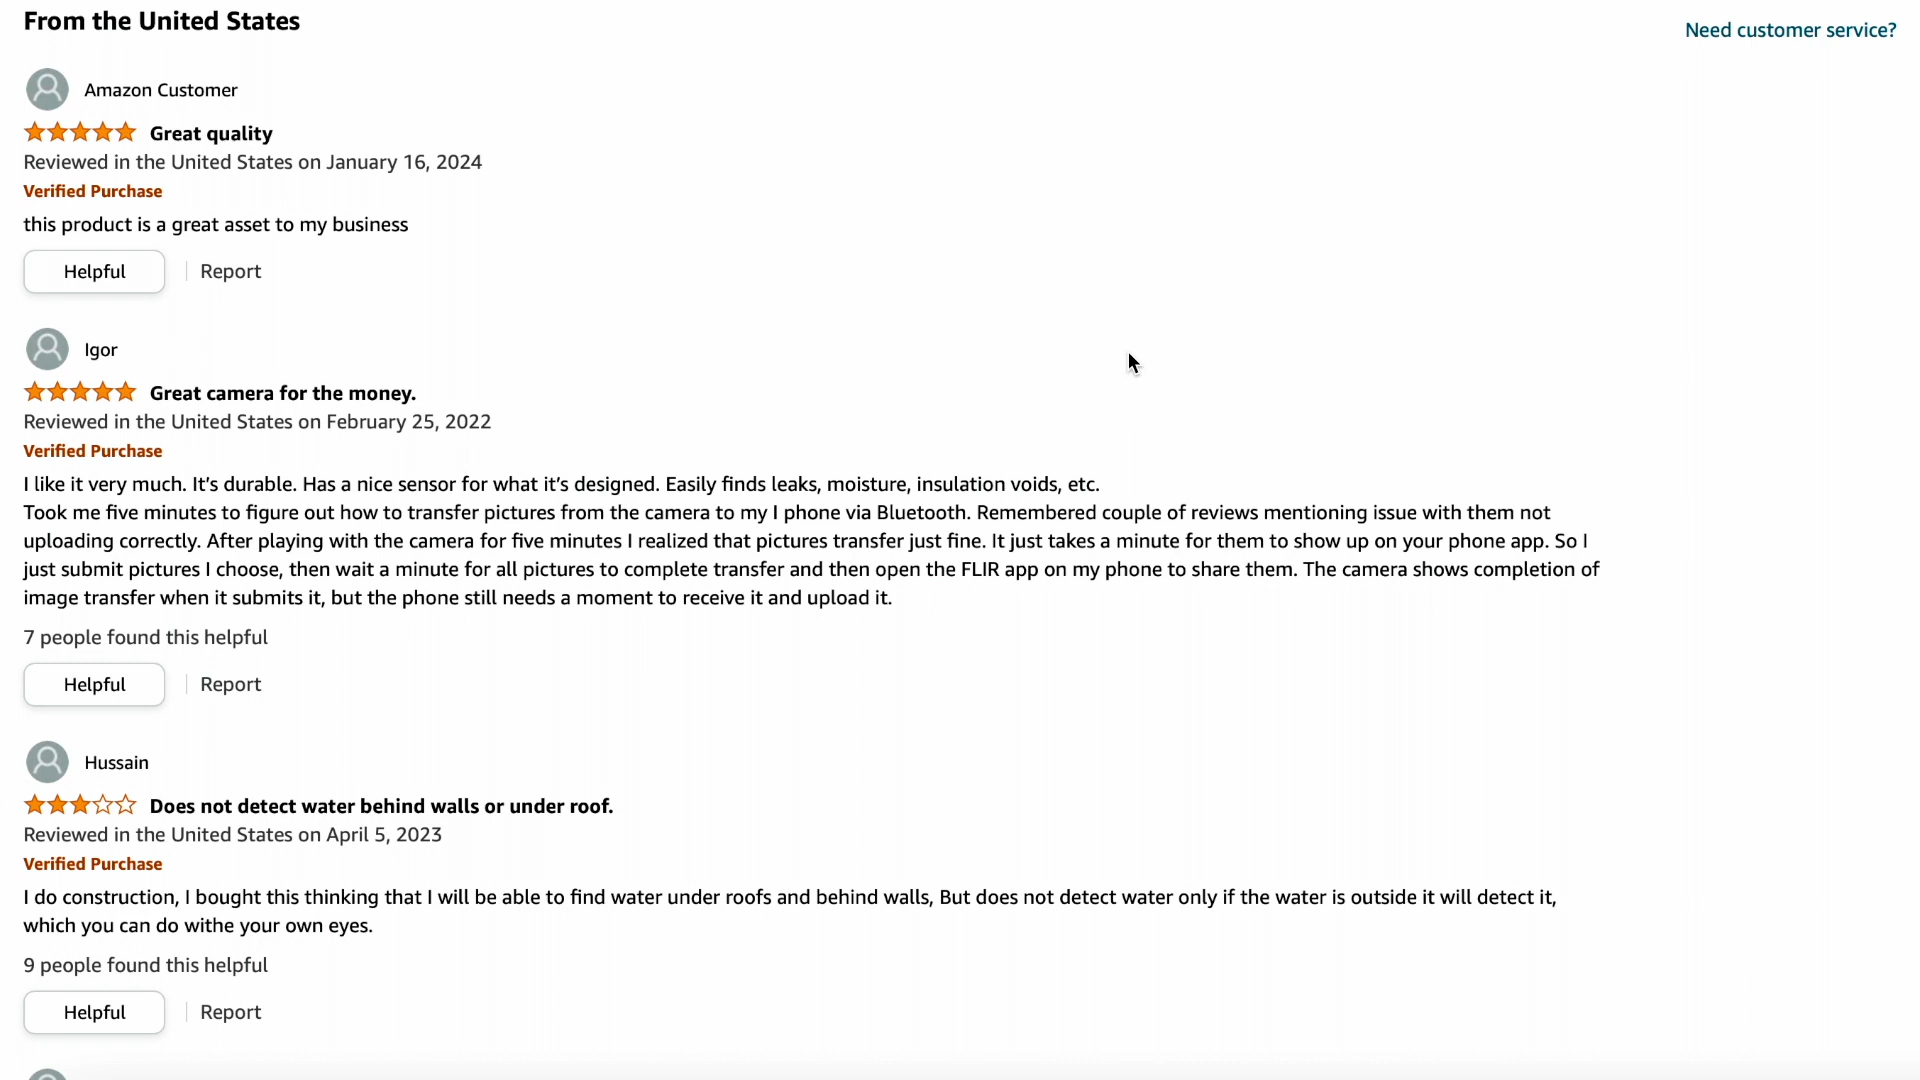 From the United States
Need customer service?
Amazon Customer
Great quality
Reviewed in the United States on January 16, 2024
Verified Purchase
this product is a great asset to my business
Helpful
Report
Igor
Great camera for the money.
Reviewed in the United States on February 25, 2022
Verified Purchase
I like it very much. It’s durable. Has a nice sensor for what it’s designed. Easily finds leaks, moisture, insulation voids, etc.
Took me five minutes to figure out how to transfer pictures from the camera to my I phone via Bluetooth. Remembered couple of reviews mentioning issue with them not
uploading correctly. After playing with the camera for five minutes I realized that pictures transfer just fine. It just takes a minute for them to show up on your phone app. So I
just submit pictures I choose, then wait a minute for all pictures to complete transfer and then open the FLIR app on my phone to share them. The camera shows completion of
image transfer when it submits it, but the phone still needs a moment to receive it and upload it.
7 people found this helpful
Helpful
Report
Hussain
Does not detect water behind walls or under roof.
Reviewed in the United States on April 5, 2023
Verified Purchase
I do construction, I bought this thinking that I will be able to find water under roofs and behind walls, But does not detect water only if the water is outside it will detect it,
which you can do withe your own eyes.
9 people found this helpful
Helpful
Report